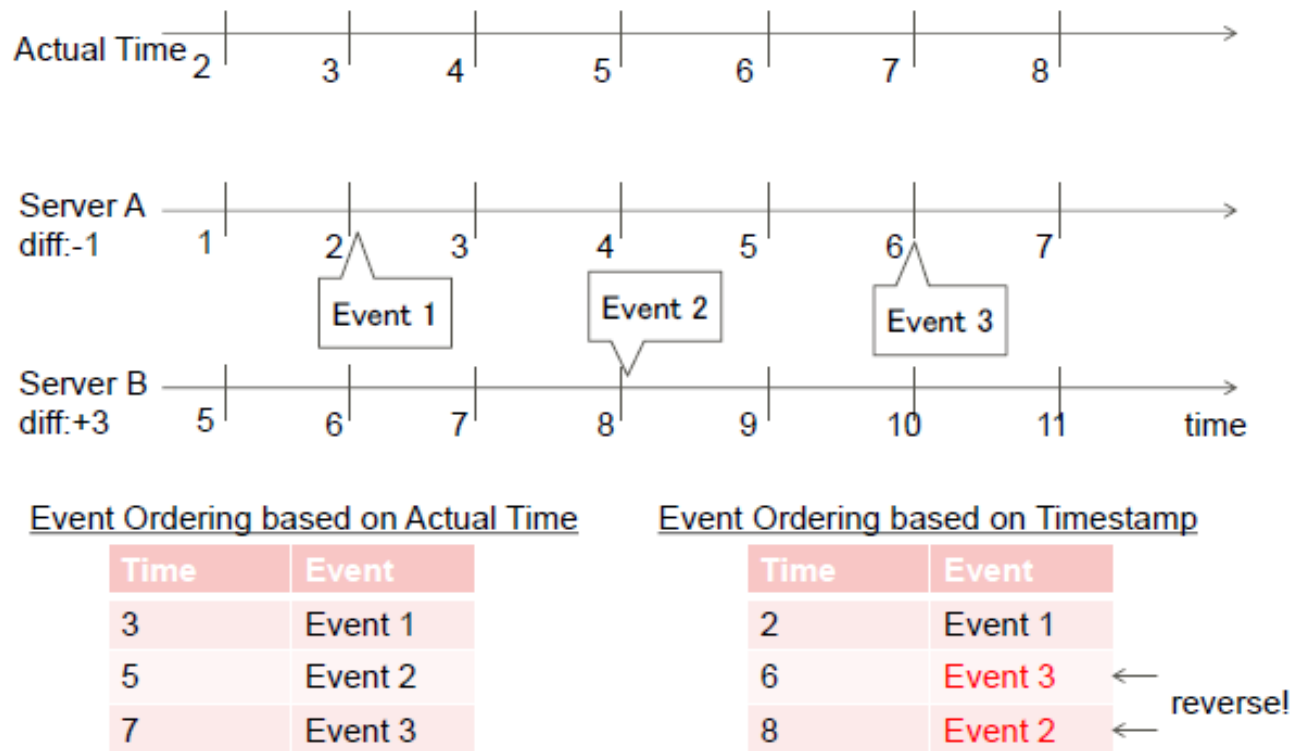 Actual Time 2 3 4 5 6 7 8
Server A
diff:-1 1 2 3 4 5 6 7
Event 1
Event 2
Event 3
Server B
diff:+3 5 6 7 8 9 10 11 time
Event Ordering based on Actual Time
Time Event
3 Event 1
5 Event 2
7 Event 3
Event Ordering based on Timestamp
Time Event
2 Event 1
6 Event 3
8 Event 2
reverse!